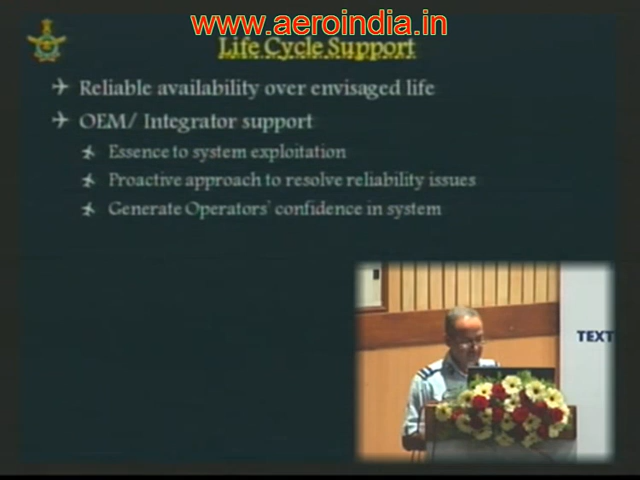 www.aeroindia.in
Life Cycle Support
Reliable availability over envisaged life
OEM/ Integrator support
Essence to system exploitation
Proactive approach to resolve reliability issues
Generate Operators' confidence in system
TEXT